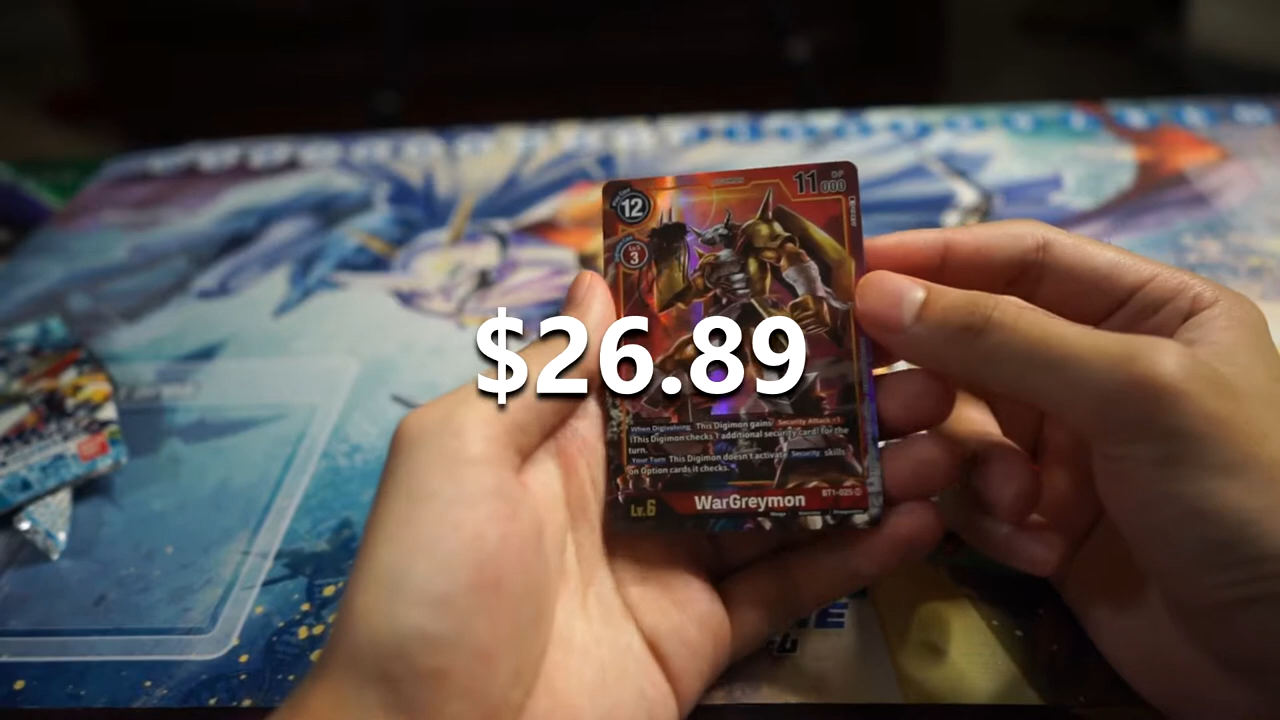 11000
DP
12
Lv.5
3
$26.89
When Digivolving This Digimon gains Security Attack +1
(This Digimon checks 1 additional security card) for the
turn.
Your Turn This Digimon doesn't activate Security skills
on Option cards it checks.
Lv.6 WarGreymon BT1-025